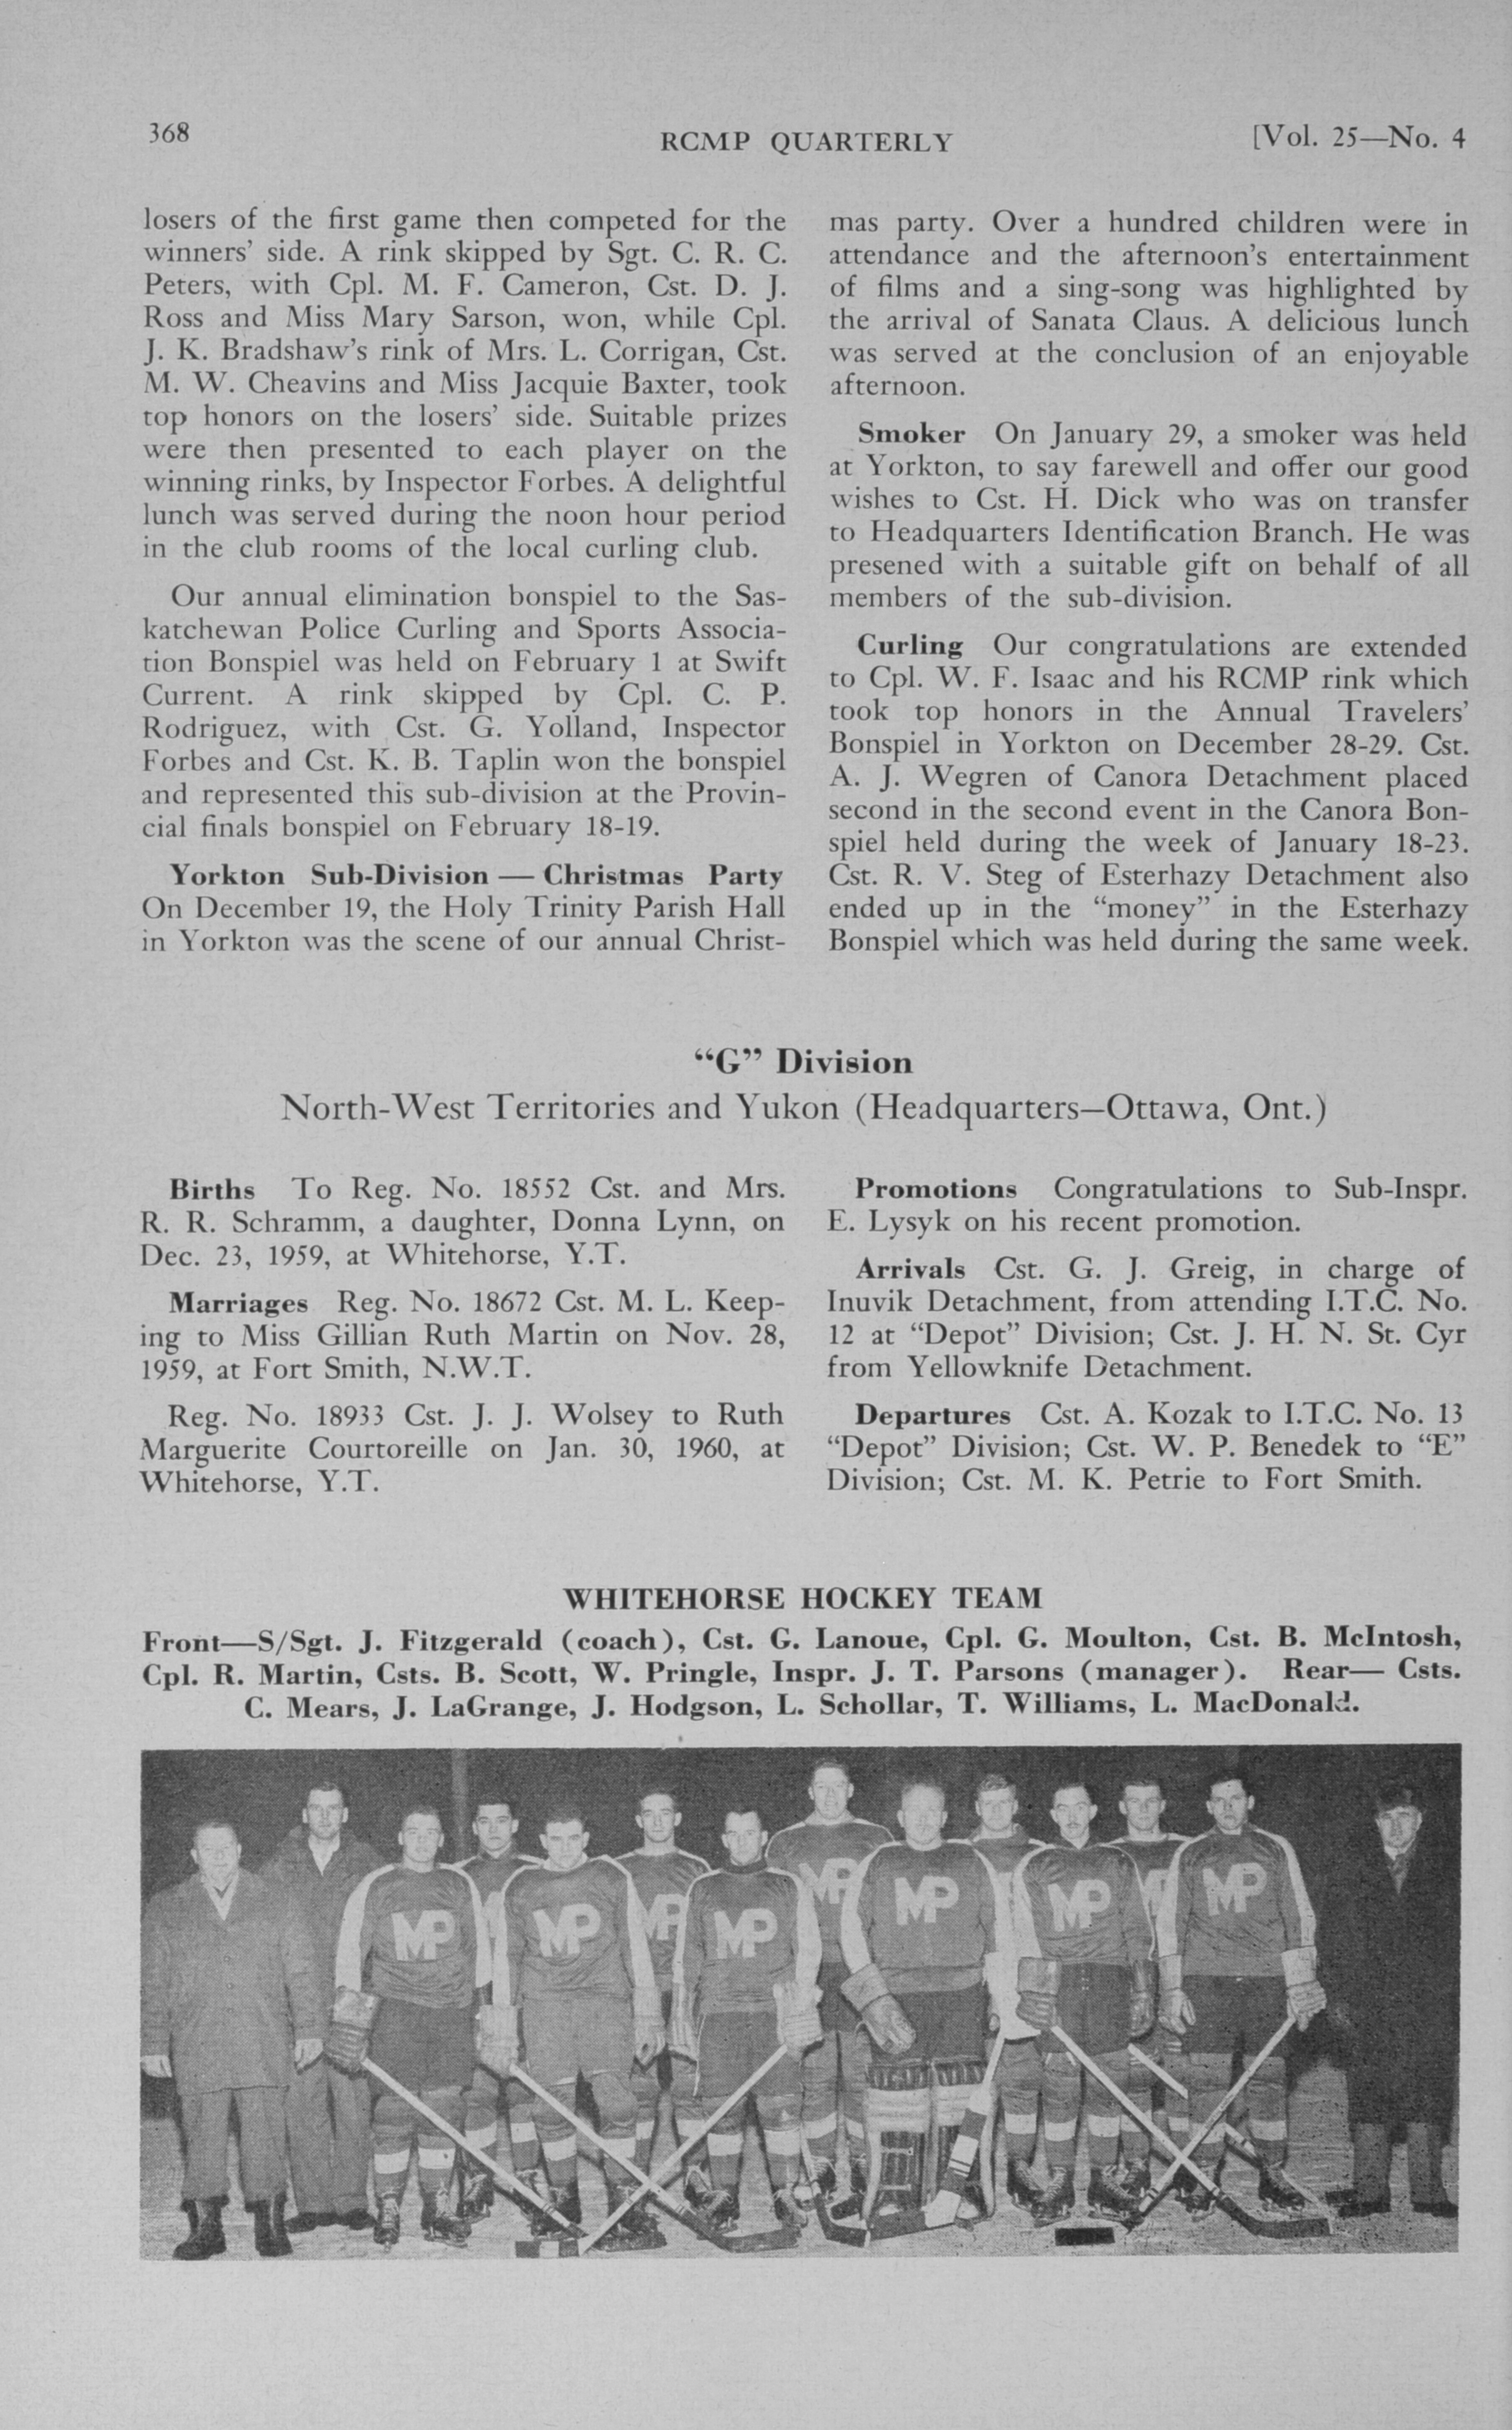 368
RCMP QUARTERLY
[Vol. 25—No. 4
losers of the first game then competed for the
winners' side. A rink skipped by Sgt. C. R. C.
Peters, with Cpl. M. F. Cameron, Cst. D. J.
Ross and Miss Mary Sarson, won, while Cpl.
J. K. Bradshaw's rink of Mrs. L. Corrigan, Cst.
M. W. Cheavins and Miss Jacquie Baxter, took
top honors on the losers' side. Suitable prizes
were then presented to each player on the
winning rinks, by Inspector Forbes. A delightful
lunch was served during the noon hour period
in the club rooms of the local curling club.
Our annual elimination bonspiel to the Sas-
katchewan Police Curling and Sports Associa-
tion Bonspiel was held on February 1 at Swift
Current. A rink skipped by Cpl. C. P.
Rodriguez, with Cst. G. Yolland, Inspector
Forbes and Cst. K. B. Taplin won the bonspiel
and represented this sub-division at the Provin-
cial finals bonspiel on February 18-19.
Yorkton Sub-Division — Christmas Party
On December 19, the Holy Trinity Parish Hall
in Yorkton was the scene of our annual Christ-
mas party. Over a hundred children were in
attendance and the afternoon's entertainment
of films and a sing-song was highlighted by
the arrival of Sanata Claus. A delicious lunch
was served at the conclusion of an enjoyable
afternoon.
Smoker On January 29, a smoker was held
at Yorkton, to say farewell and offer our good
wishes to Cst. H. Dick who was on transfer
to Headquarters Identification Branch. He was
presened with a suitable gift on behalf of all
members of the sub-division.
Curling Our congratulations are extended
to Cpl. W. F. Isaac and his RCMP rink which
took top honors in the Annual Travelers'
Bonspiel in Yorkton on December 28-29. Cst.
A. J. Wegren of Canora Detachment placed
second in the second event in the Canora Bon-
spiel held during the week of January 18-23.
Cst. R. V. Steg of Esterhazy Detachment also
ended up in the "money" in the Esterhazy
Bonspiel which was held during the same week.
"G" Division
North-West Territories and Yukon (Headquarters—Ottawa, Ont.)
Births To Reg. No. 18552 Cst. and Mrs.
R. R. Schramm, a daughter, Donna Lynn, on
Dec. 23, 1959, at Whitehorse, Y.T.
Marriages Reg. No. 18672 Cst. M. L. Keep-
ing to Miss Gillian Ruth Martin on Nov. 28,
1959, at Fort Smith, N.W.T.
Reg. No. 18933 Cst. J. J. Wolsey to Ruth
Marguerite Courtoreille on Jan. 30, 1960, at
Whitehorse, Y.T.
Promotions Congratulations to Sub-Inspr.
E. Lysyk on his recent promotion.
Arrivals Cst. G. J. Greig, in charge of
Inuvik Detachment, from attending I.T.C. No.
12 at "Depot" Division; Cst. J. H. N. St. Cyr
from Yellowknife Detachment.
Departures Cst. A. Kozak to I.T.C. No. 13
"Depot" Division; Cst. W. P. Benedek to "E"
Division; Cst. M. K. Petrie to Fort Smith.
WHITEHORSE HOCKEY TEAM
Front—S/Sgt. J. Fitzgerald (coach), Cst. G. Lanoue, Cpl. G. Moulton, Cst. B. McIntosh,
Cpl. R. Martin, Csts. B. Scott, W. Pringle, Inspr. J. T. Parsons (manager). Rear— Csts.
C. Mears, J. LaGrange, J. Hodgson, L. Schollar, T. Williams, L. MacDonald.
MP
MP
MP
MP
MP
MP
MP
MP